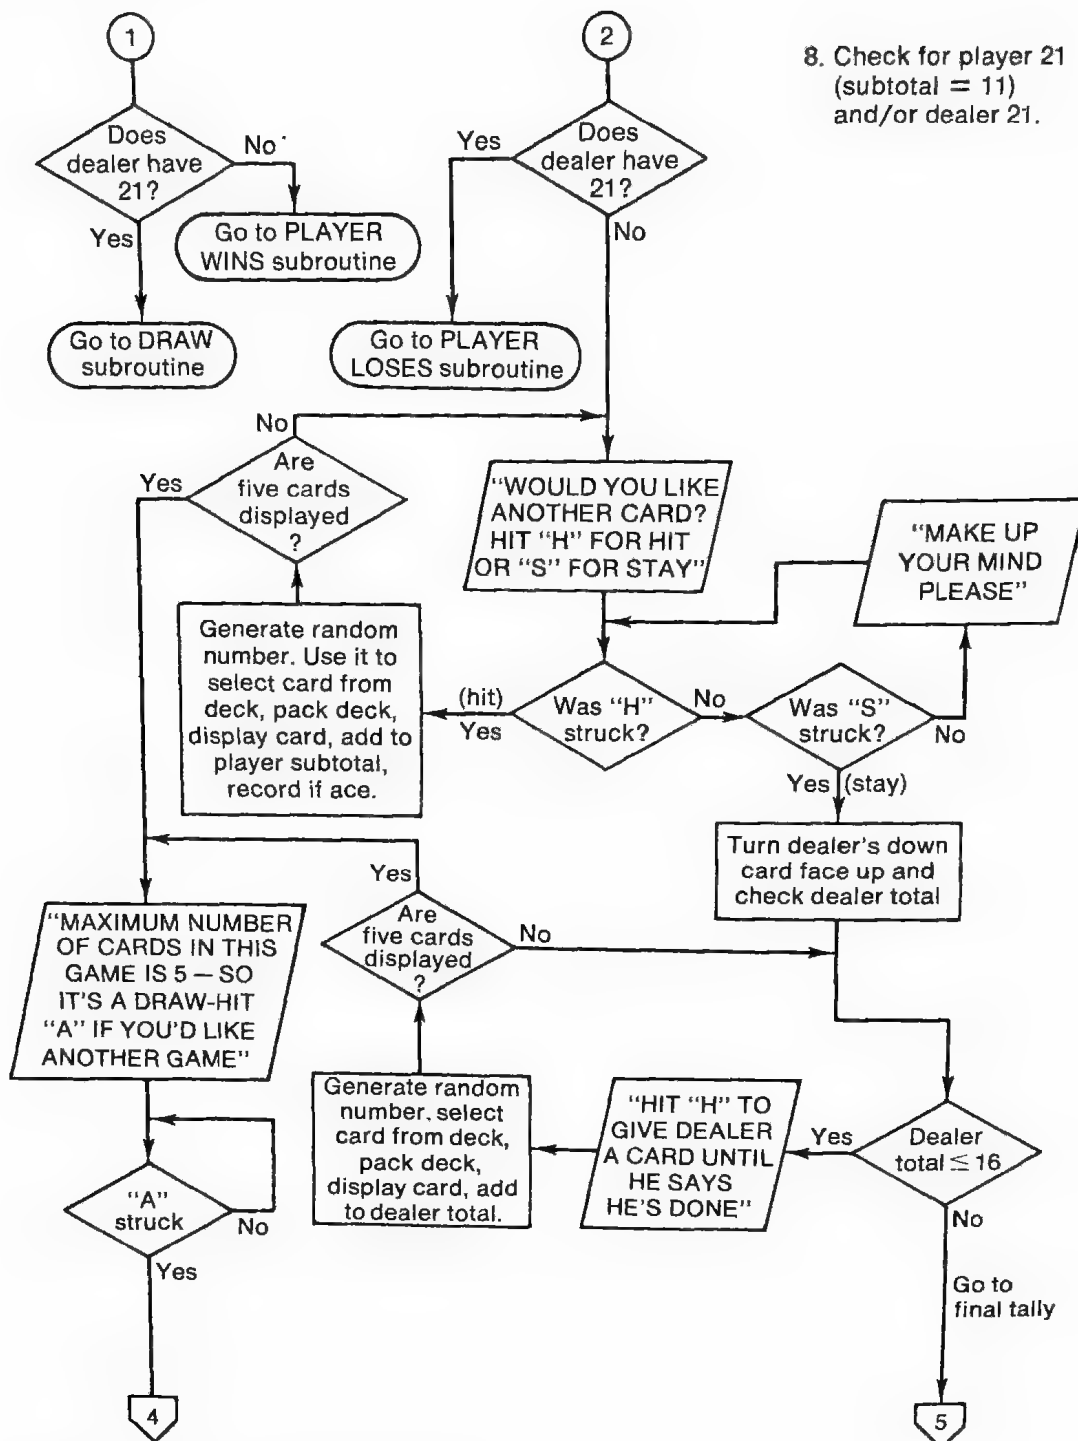 1
2
8. Check for player 21
(subtotal = 11)
and/or dealer 21.
Does
dealer have
21?
No
Yes
Go to PLAYER
WINS subroutine
Go to DRAW
subroutine
Does
dealer have
21?
Yes
No
Go to PLAYER
LOSES subroutine
No
Are
five cards
displayed
?
Yes
"WOULD YOU LIKE
ANOTHER CARD?
HIT "H" FOR HIT
OR "S" FOR STAY"
"MAKE UP
YOUR MIND
PLEASE"
Generate random
number. Use it to
select card from
deck, pack deck,
display card, add to
player subtotal,
record if ace.
(hit)
Yes
Was "H"
struck?
No
Was "S"
struck?
No
Yes (stay)
Turn dealer's down
card face up and
check dealer total
Yes
Are
five cards
displayed
?
No
"MAXIMUM NUMBER
OF CARDS IN THIS
GAME IS 5 – SO
IT'S A DRAW-HIT
"A" IF YOU'D LIKE
ANOTHER GAME"
Generate random
number, select
card from deck,
pack deck,
display card, add
to dealer total.
"HIT "H" TO
GIVE DEALER
A CARD UNTIL
HE SAYS
HE'S DONE"
Yes
Dealer
total ≤ 16
No
"A"
struck
No
Yes
Go to
final tally
4
5